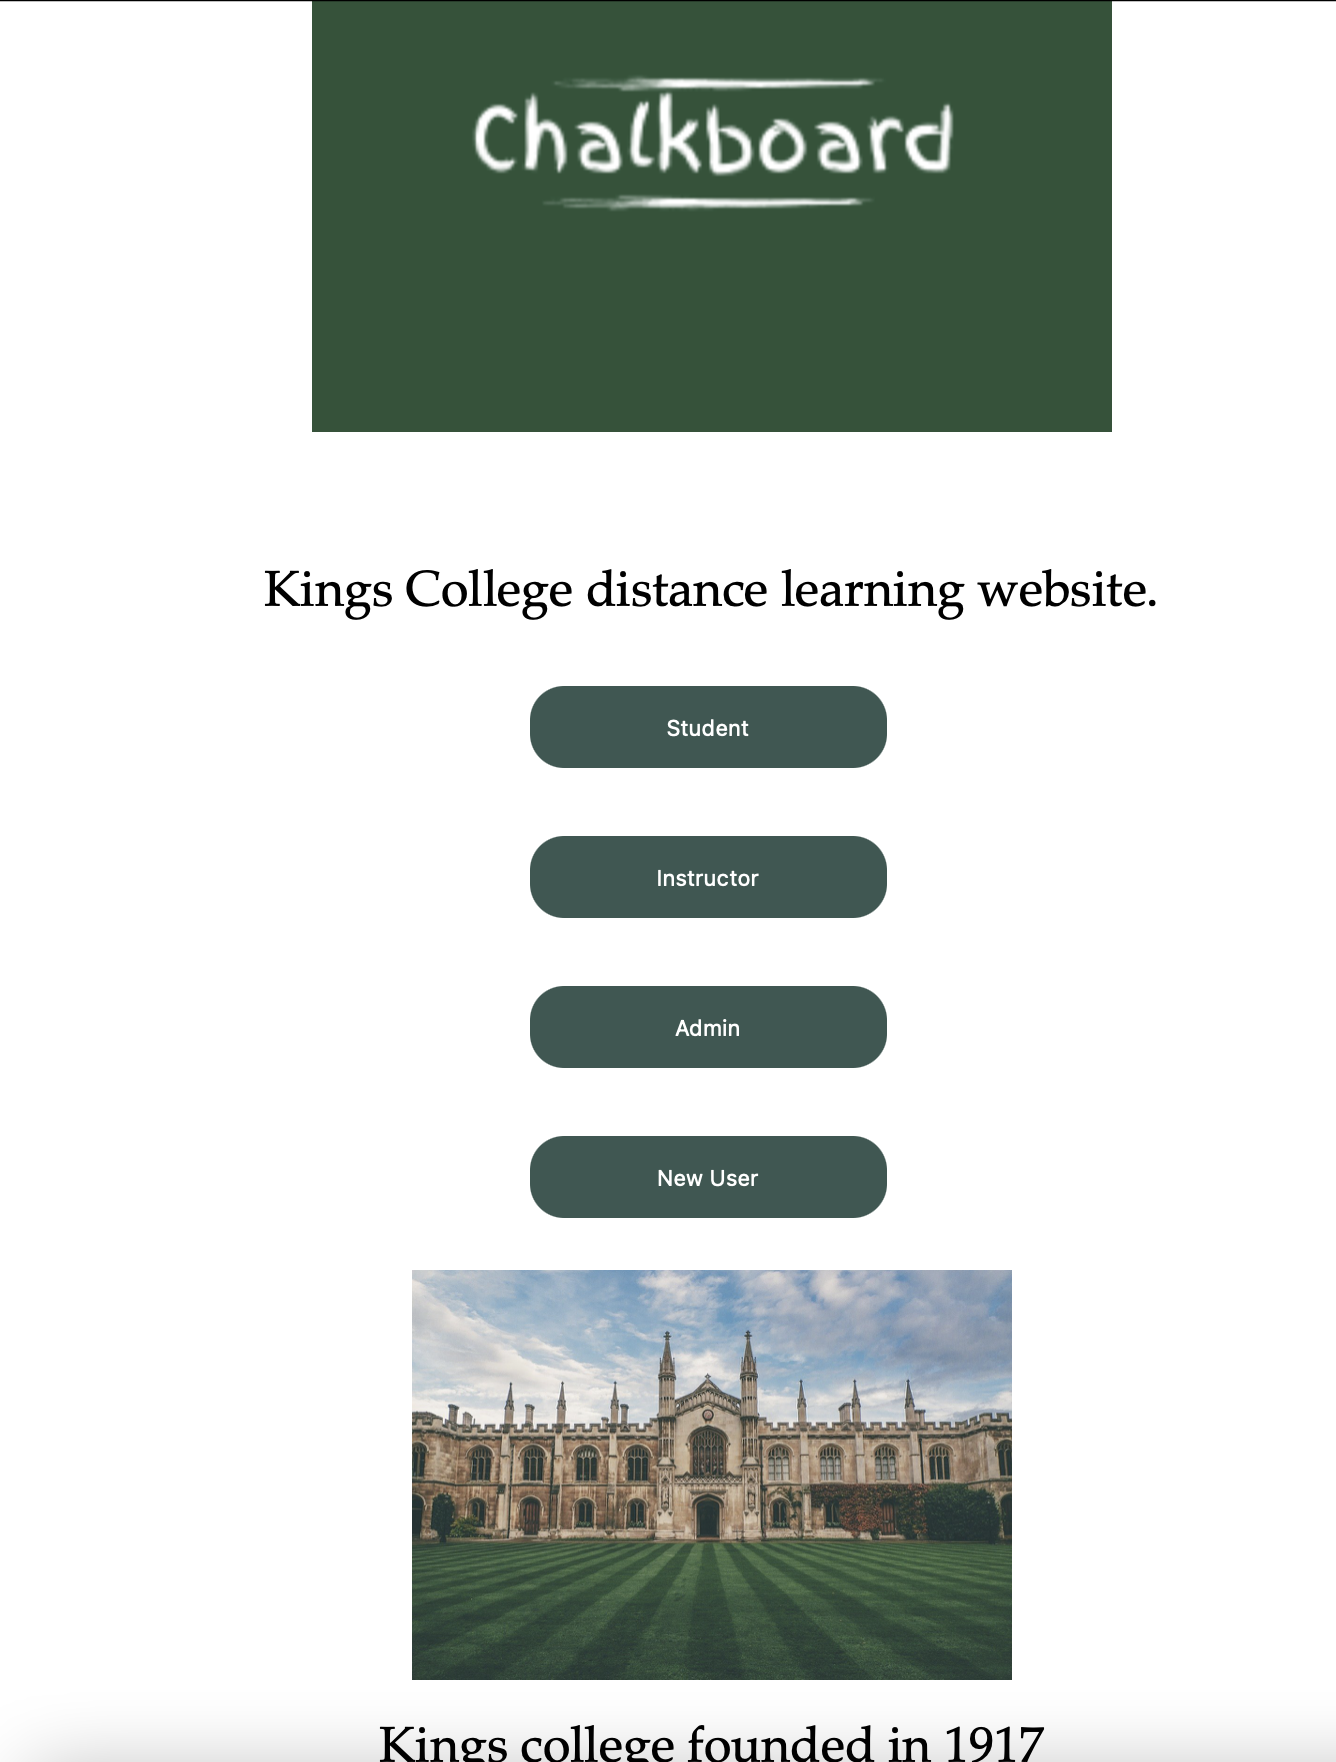 Chalkboard
Kings College distance learning website.
Student
Instructor
Admin
New User
Kings college founded in 1917